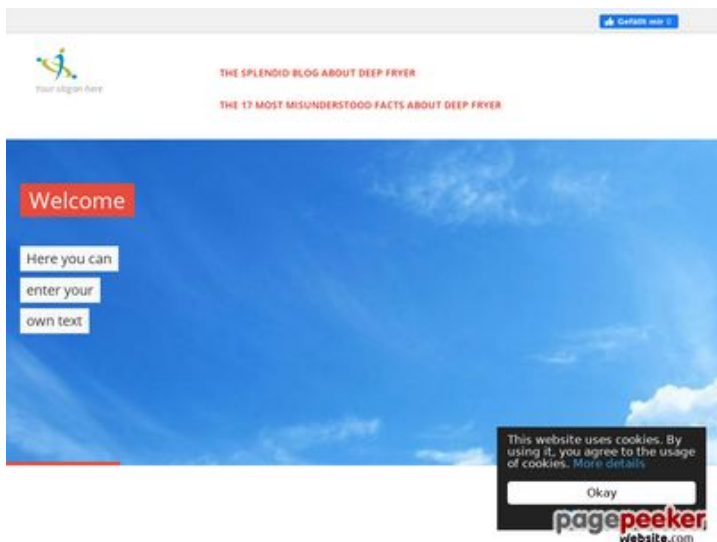 Gefällt mir 0
Your slogan here
THE SPLENDID BLOG ABOUT DEEP FRYER
THE 17 MOST MISUNDERSTOOD FACTS ABOUT DEEP FRYER
Welcome
Here you can
enter your
own text
This website uses cookies. By
using it, you agree to the usage
of cookies. More details
Okay
pagepeeker
website.com